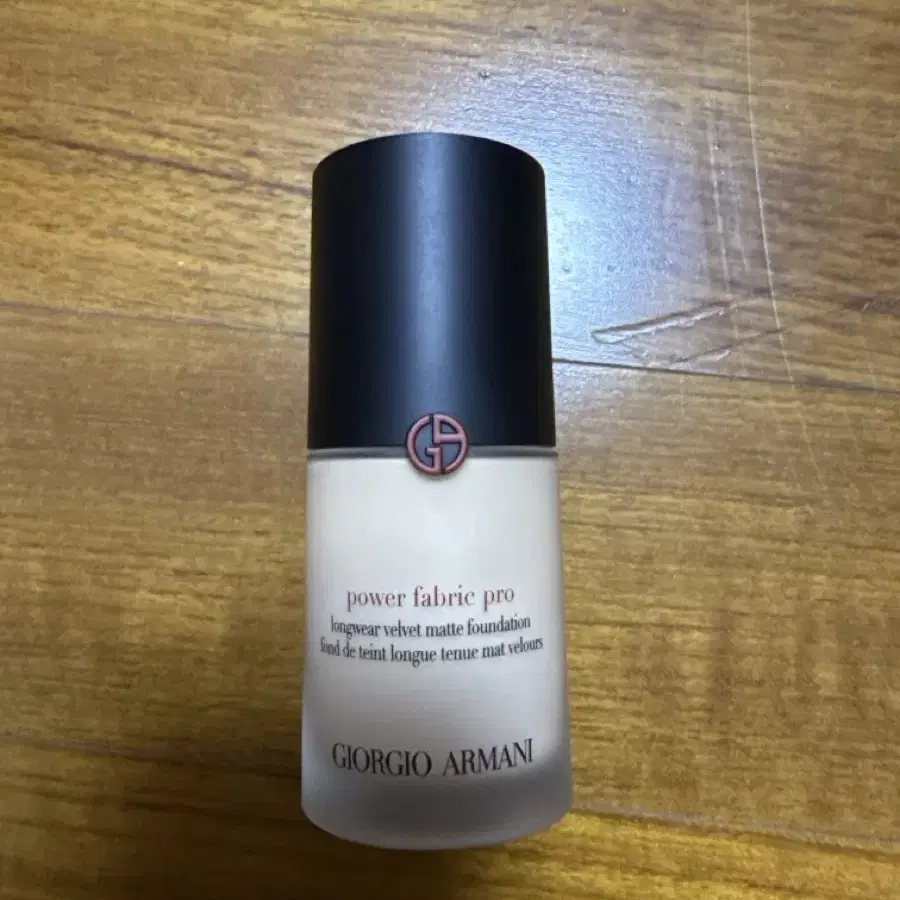 GA
power fabric pro
longwear velvet matte foundation
fond de teint longue tenue mat velours
GIORGIO ARMANI